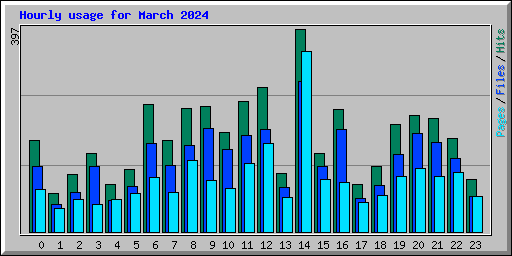 Hourly usage for March 2024
397
Pages/Files/Hits
0 1 2 3 4 5 6 7 8 9 10 11 12 13 14 15 16 17 18 19 20 21 22 23